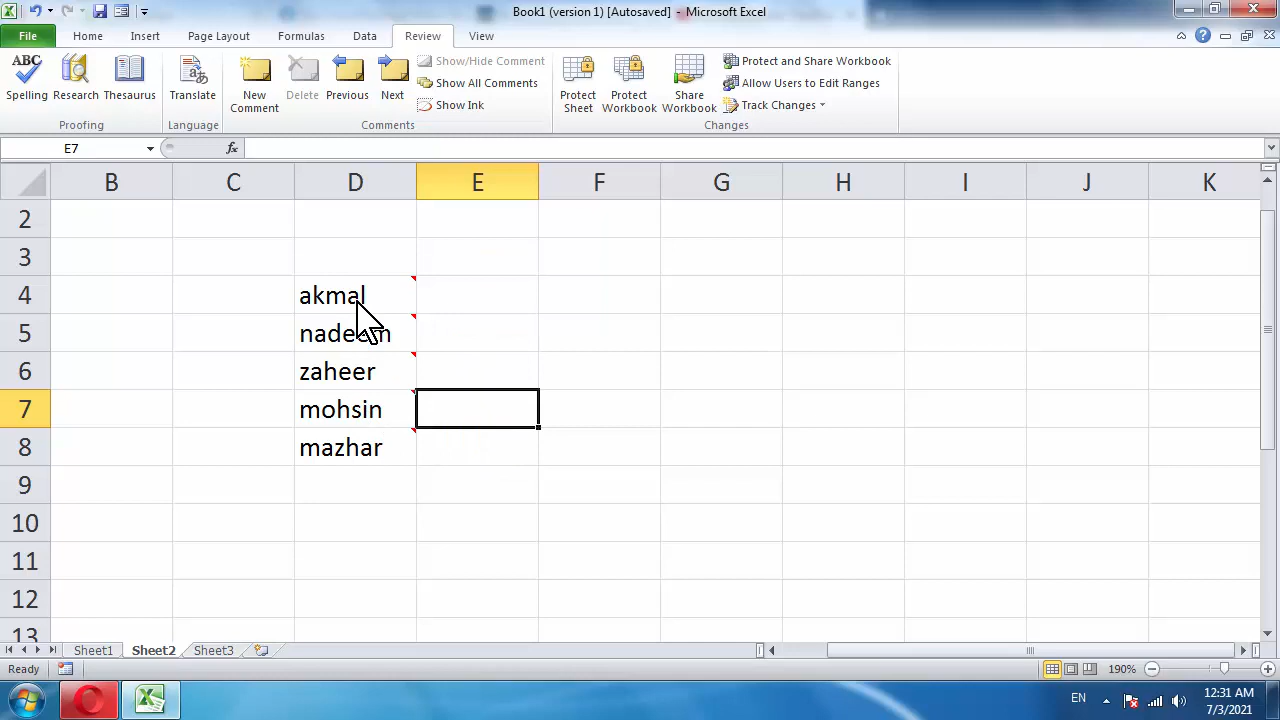 Book1 (version 1) [Autosaved] - Microsoft Excel
File Home Insert Page Layout Formulas Data Review View
ABC
Spelling Research Thesaurus
Proofing
Translate
Language
New Comment Delete Previous Next
Show/Hide Comment
Show All Comments
Show Ink
Comments
Protect Sheet Protect Workbook Share Workbook
Protect and Share Workbook
Allow Users to Edit Ranges
Track Changes
Changes
E7 fx
B C D E F G H I J K
2
3
4 akmal
5 nadeem
6 zaheer
7 mohsin
8 mazhar
9
10
11
12
13
Sheet1 Sheet2 Sheet3
Ready 190%
EN 12:31 AM
7/3/2021